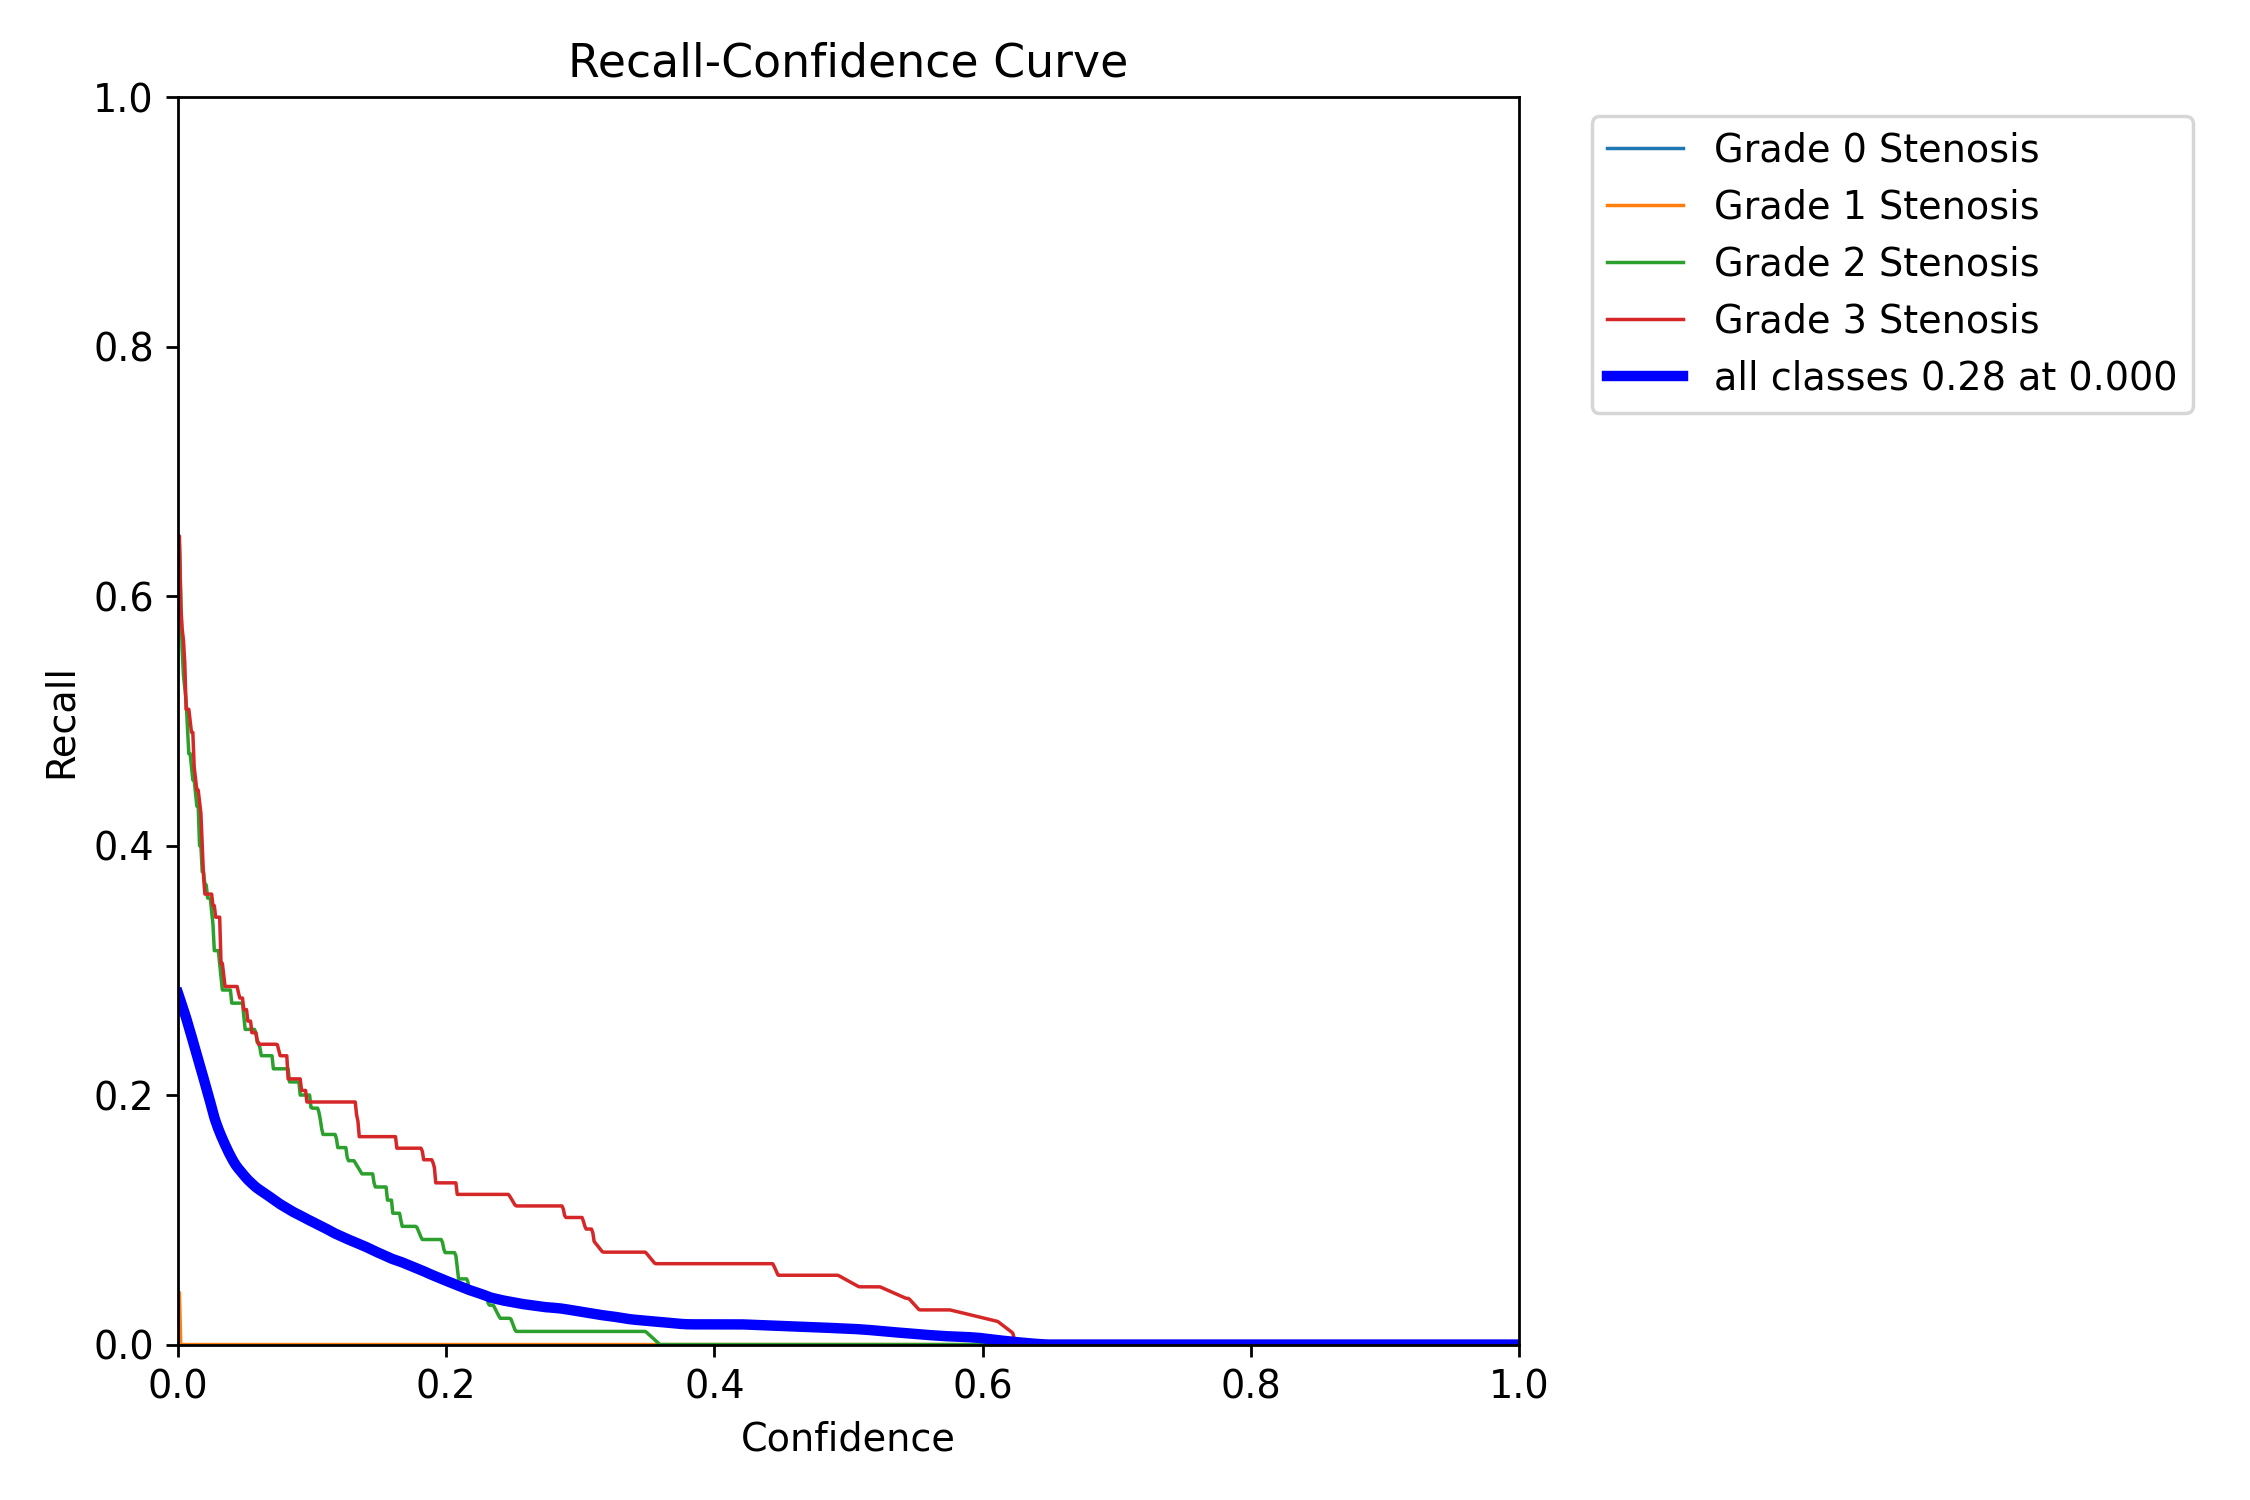 Recall-Confidence Curve
1.0
0.8
0.6
0.4
0.2
0.0
Recall
0.0 0.2 0.4 0.6 0.8 1.0
Confidence
Grade 0 Stenosis
Grade 1 Stenosis
Grade 2 Stenosis
Grade 3 Stenosis
all classes 0.28 at 0.000